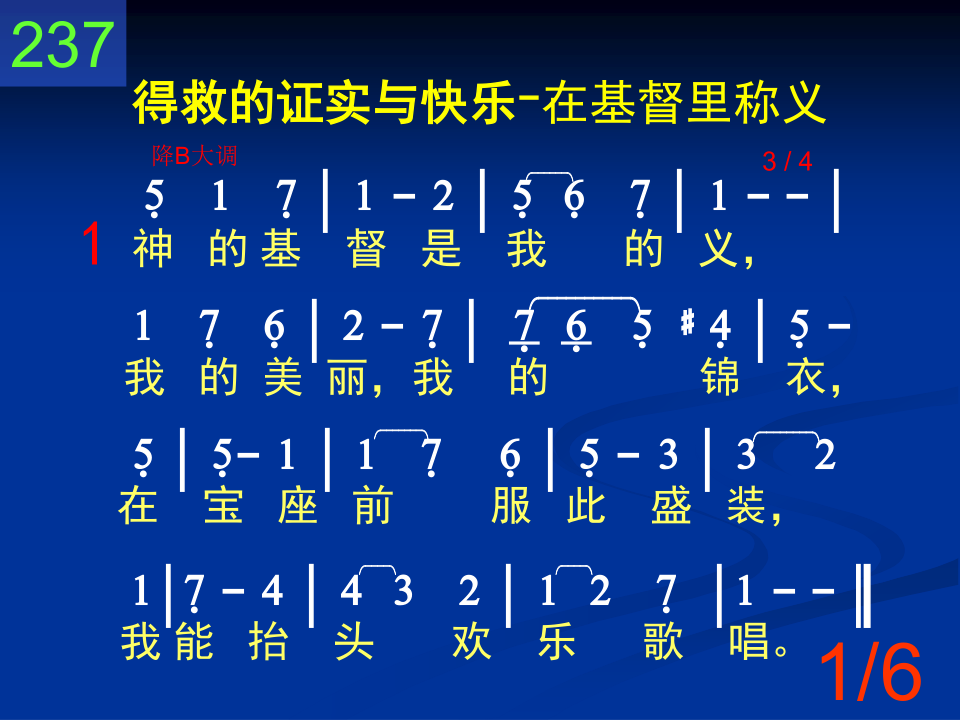 237
得救的证实与快乐-在基督里称义
降B大调 3 / 4
5̣ 1 7̣ | 1 - 2 | 5̣ 6̣ 7̣ | 1 - - |
1 神 的 基 督 是 我 的 义，
1 7̣ 6̣ | 2 - 7̣ | 7̣ 6̣ 5̣ #4̣ | 5̣ -
我 的 美 丽，我 的 锦 衣，
5̣ | 5̣ - 1 | 1 7̣ 6̣ | 5̣ - 3 | 3 2
在 宝 座 前 服 此 盛 装，
1 | 7̣ - 4 | 4 3 2 | 1 2 7̣ | 1 - - ‖
我 能 抬 头 欢 乐 歌 唱。
1/6